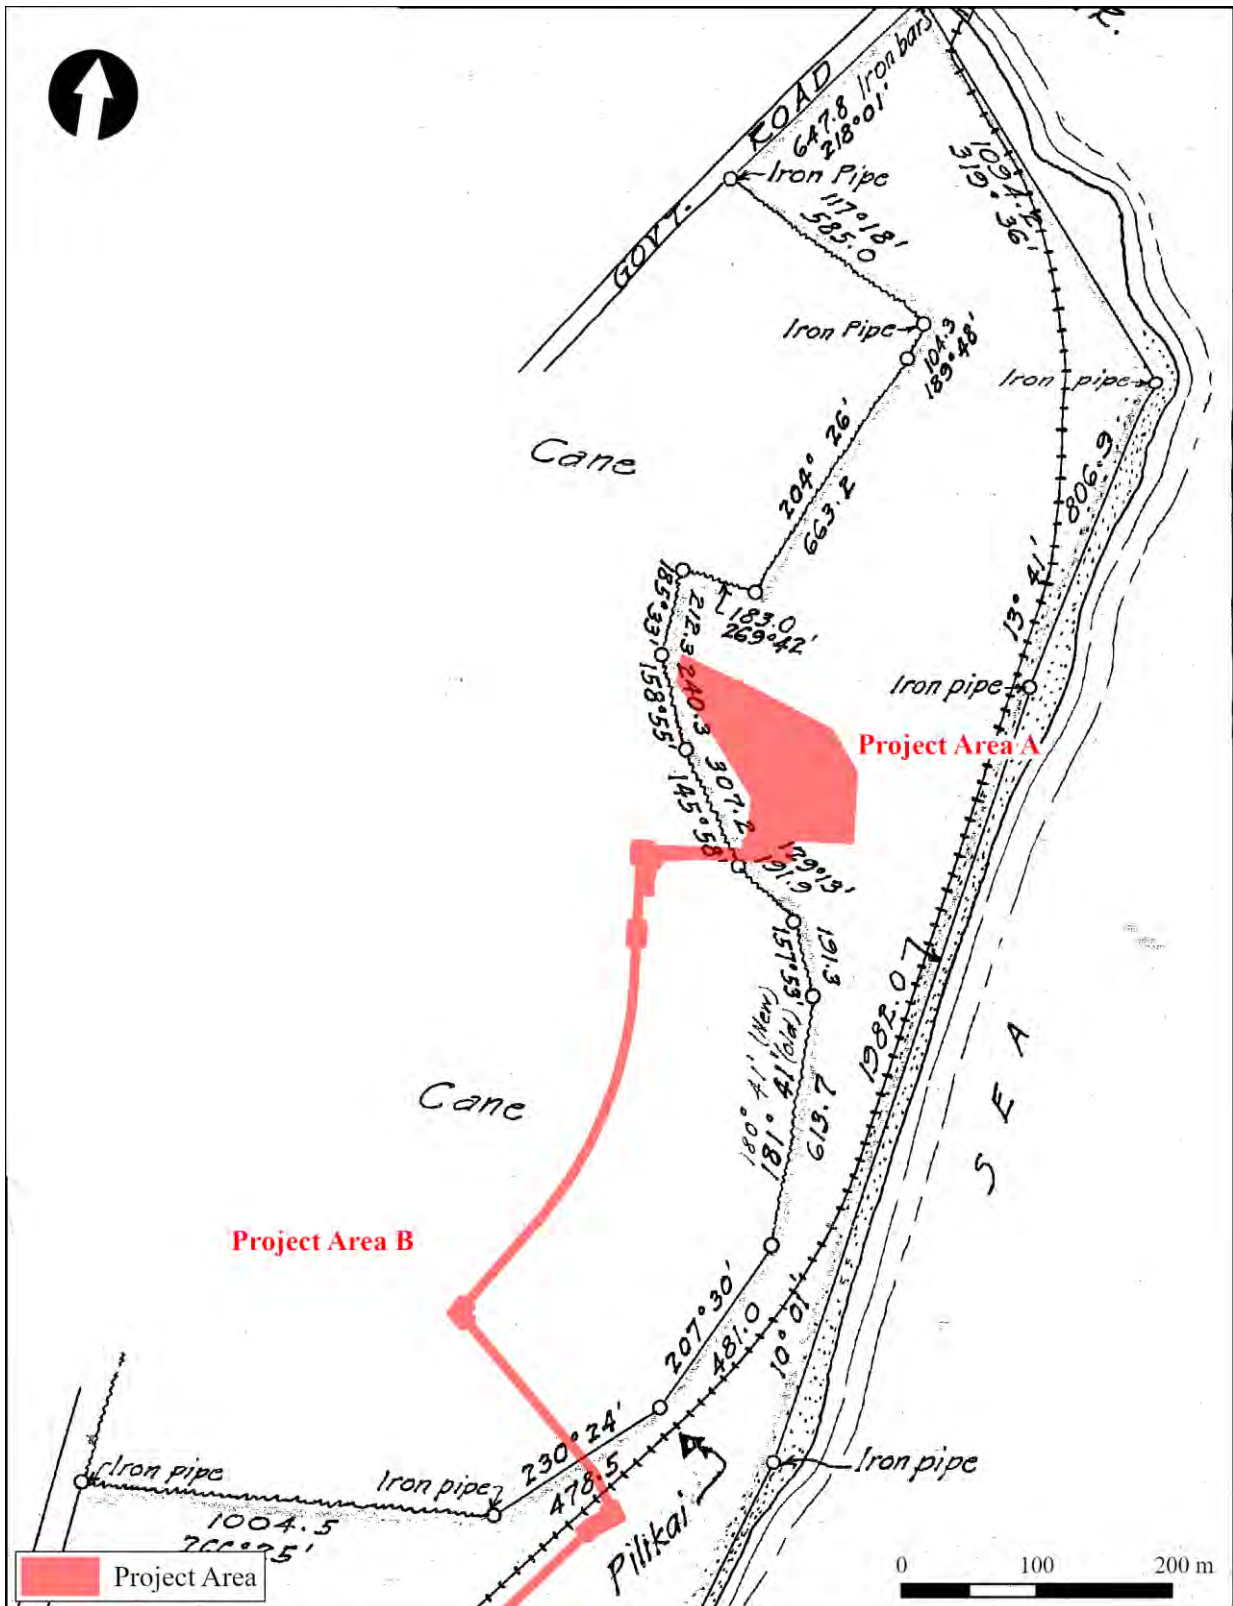 R.
ROAD
GOVT.
647.8 Iron bars
218°01'
Iron Pipe
117°18'
585.0
1094.2
319°36'
Iron Pipe
104.3
189°48'
Iron pipe
Cane
204° 26'
663.2
806.9
13° 41'
185°33'
212.3
183.0
269°42'
158°55'
240.3
Iron pipe
Project Area A
307.2
145°58'
129°13'
191.9
191.3
157°53'
1982.07
180° 41' (New)
181° 41' (Old)
613.7
SEA
Cane
Project Area B
207°30'
481.0
10°01'
230°24'
478.5
Iron pipe
Iron pipe
Iron pipe
1004.5
Pilikai
Project Area
0 100 200 m